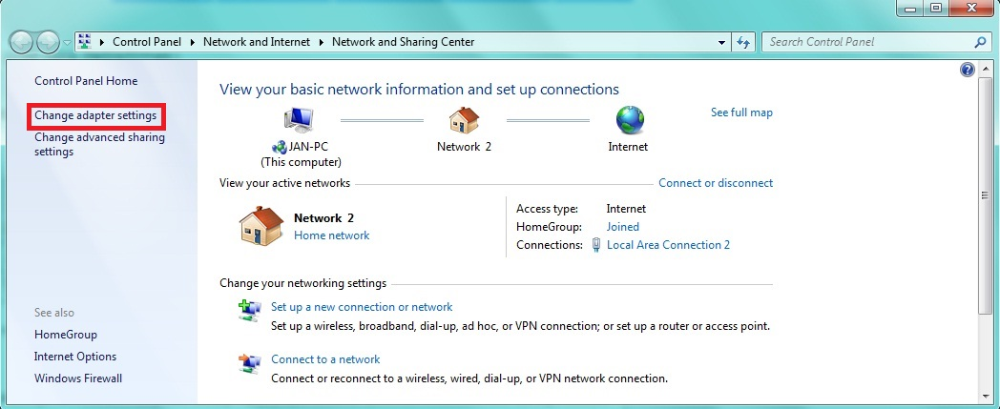 Control Panel Network and Internet Network and Sharing Center
Search Control Panel
Control Panel Home
Change adapter settings
Change advanced sharing
settings
See also
HomeGroup
Internet Options
Windows Firewall
View your basic network information and set up connections
See full map
JAN-PC
(This computer)
Network 2
Internet
View your active networks
Connect or disconnect
Network 2
Home network
Access type: Internet
HomeGroup: Joined
Connections: Local Area Connection 2
Change your networking settings
Set up a new connection or network
Set up a wireless, broadband, dial-up, ad hoc, or VPN connection; or set up a router or access point.
Connect to a network
Connect or reconnect to a wireless, wired, dial-up, or VPN network connection.